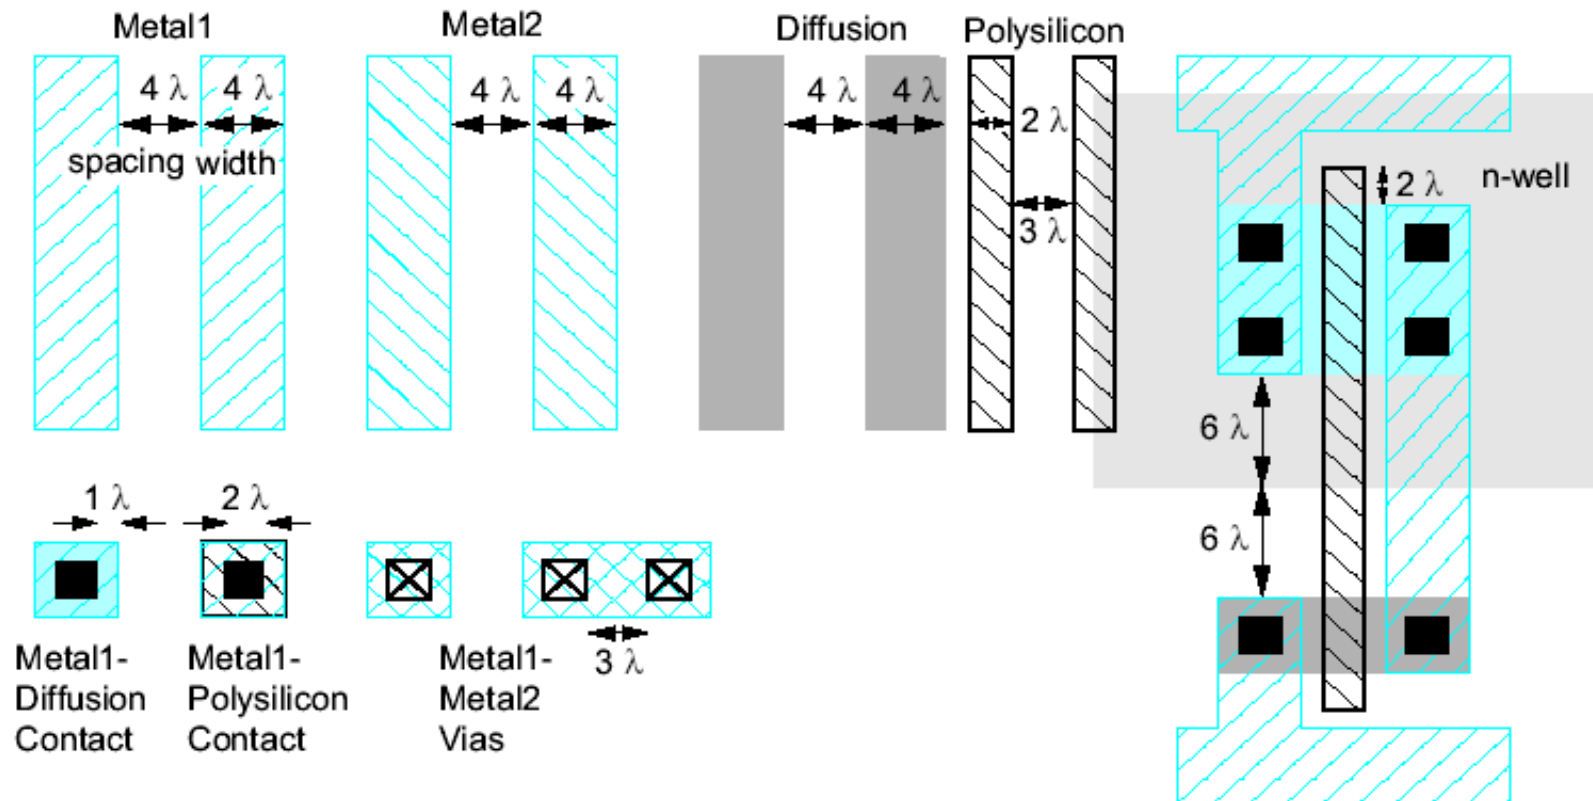 Metal1
Metal2
Diffusion
Polysilicon
4 λ
4 λ
4 λ
4 λ
4 λ
4 λ
2 λ
spacing width
2 λ
n-well
3 λ
6 λ
6 λ
1 λ
2 λ
3 λ
Metal1-
Diffusion
Contact
Metal1-
Polysilicon
Contact
Metal1-
Metal2
Vias